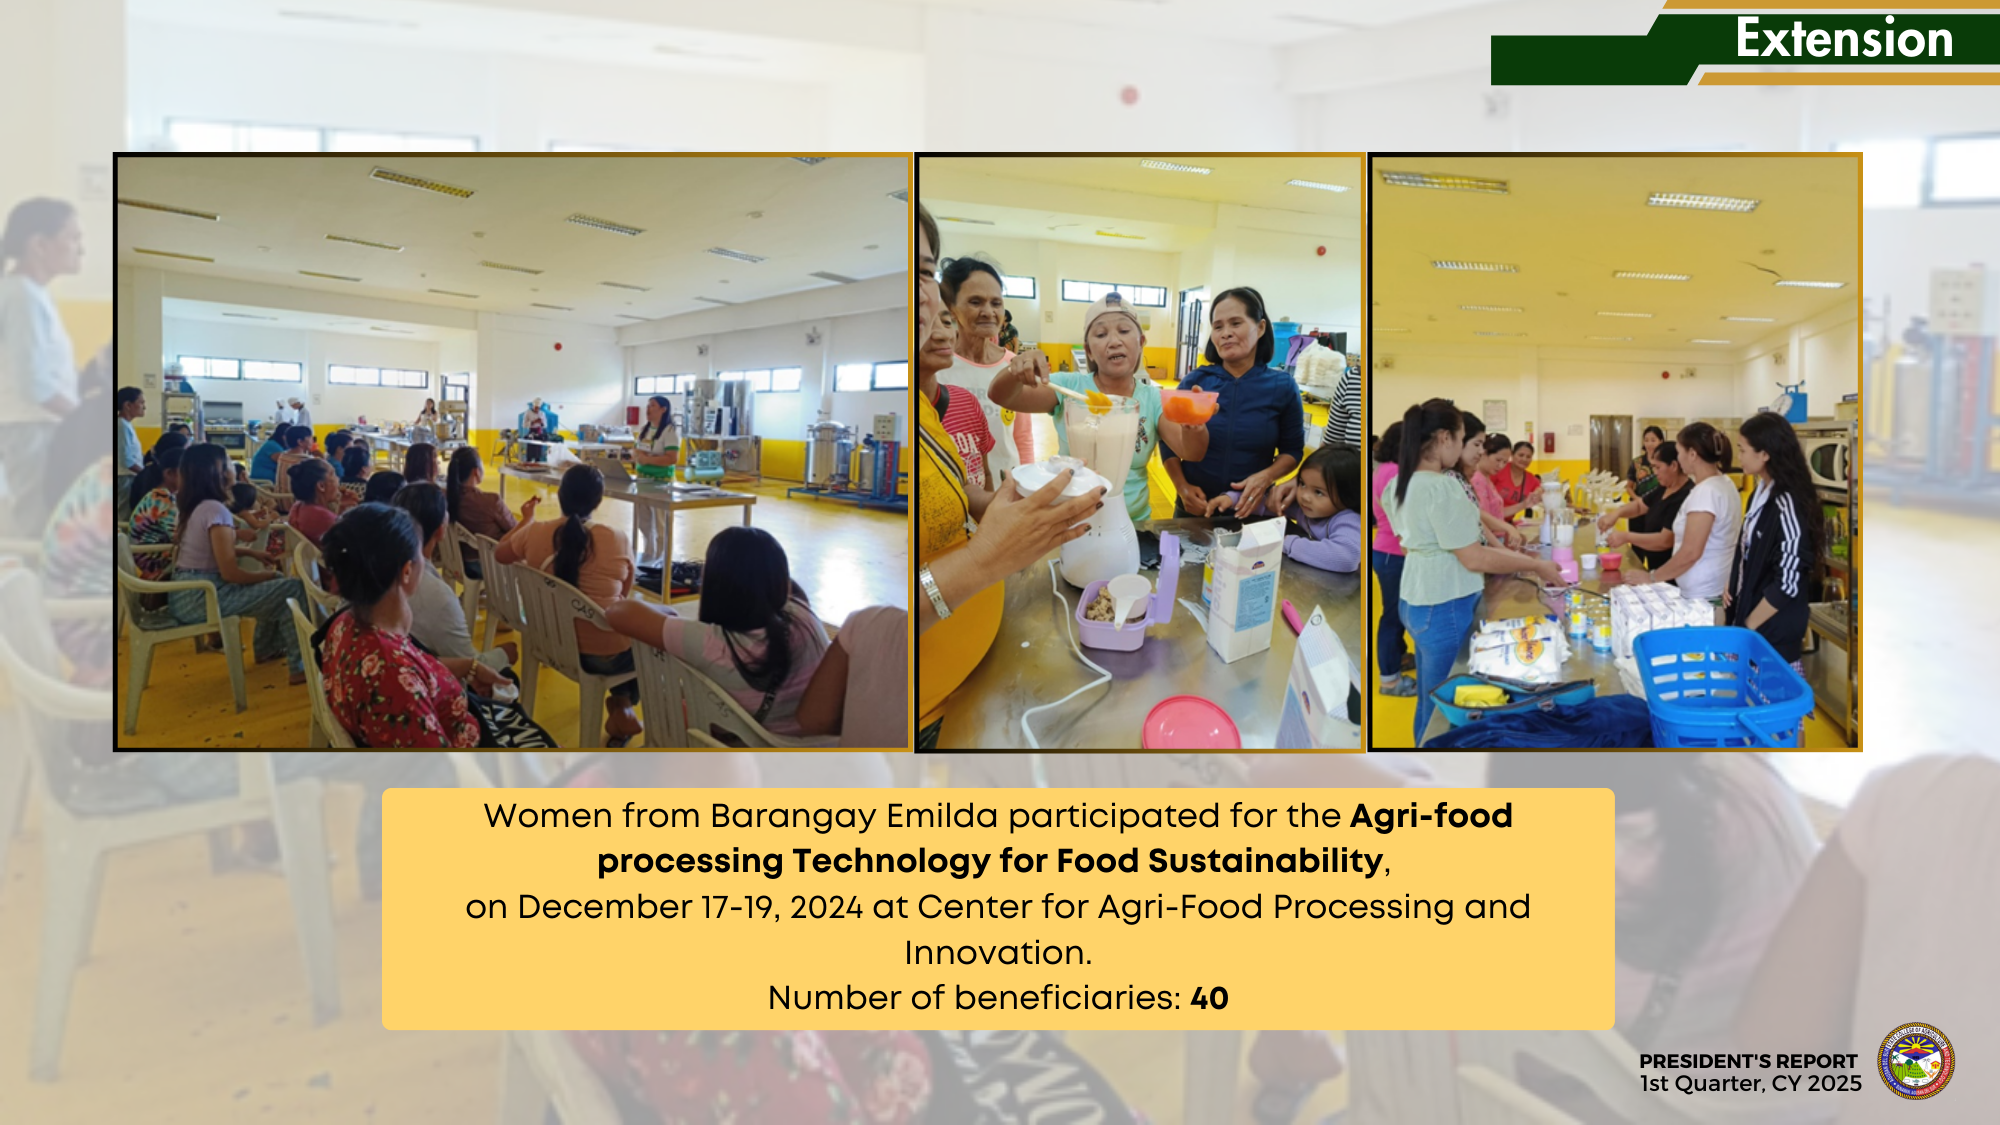 Extension
Women from Barangay Emilda participated for the Agri-food
processing Technology for Food Sustainability,
on December 17-19, 2024 at Center for Agri-Food Processing and
Innovation.
Number of beneficiaries: 40
PRESIDENT'S REPORT
1st Quarter, CY 2025